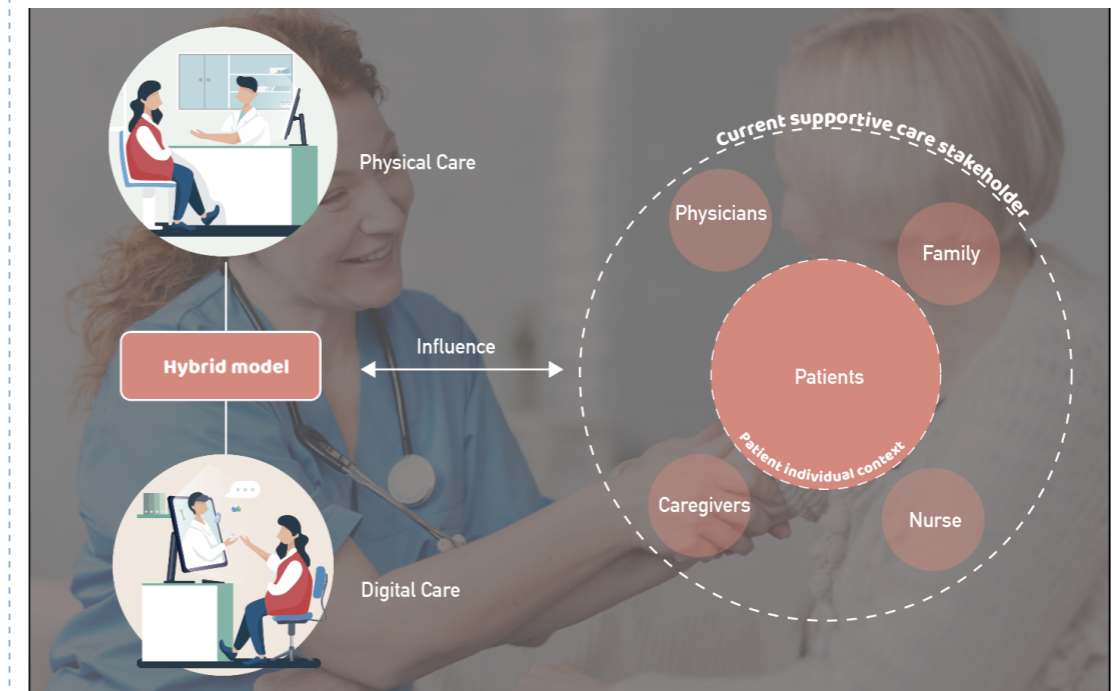 Physical Care
Hybrid model
Digital Care
Influence
Current supportive care stakeholder
Physicians
Family
Patients
Patient individual context
Caregivers
Nurse